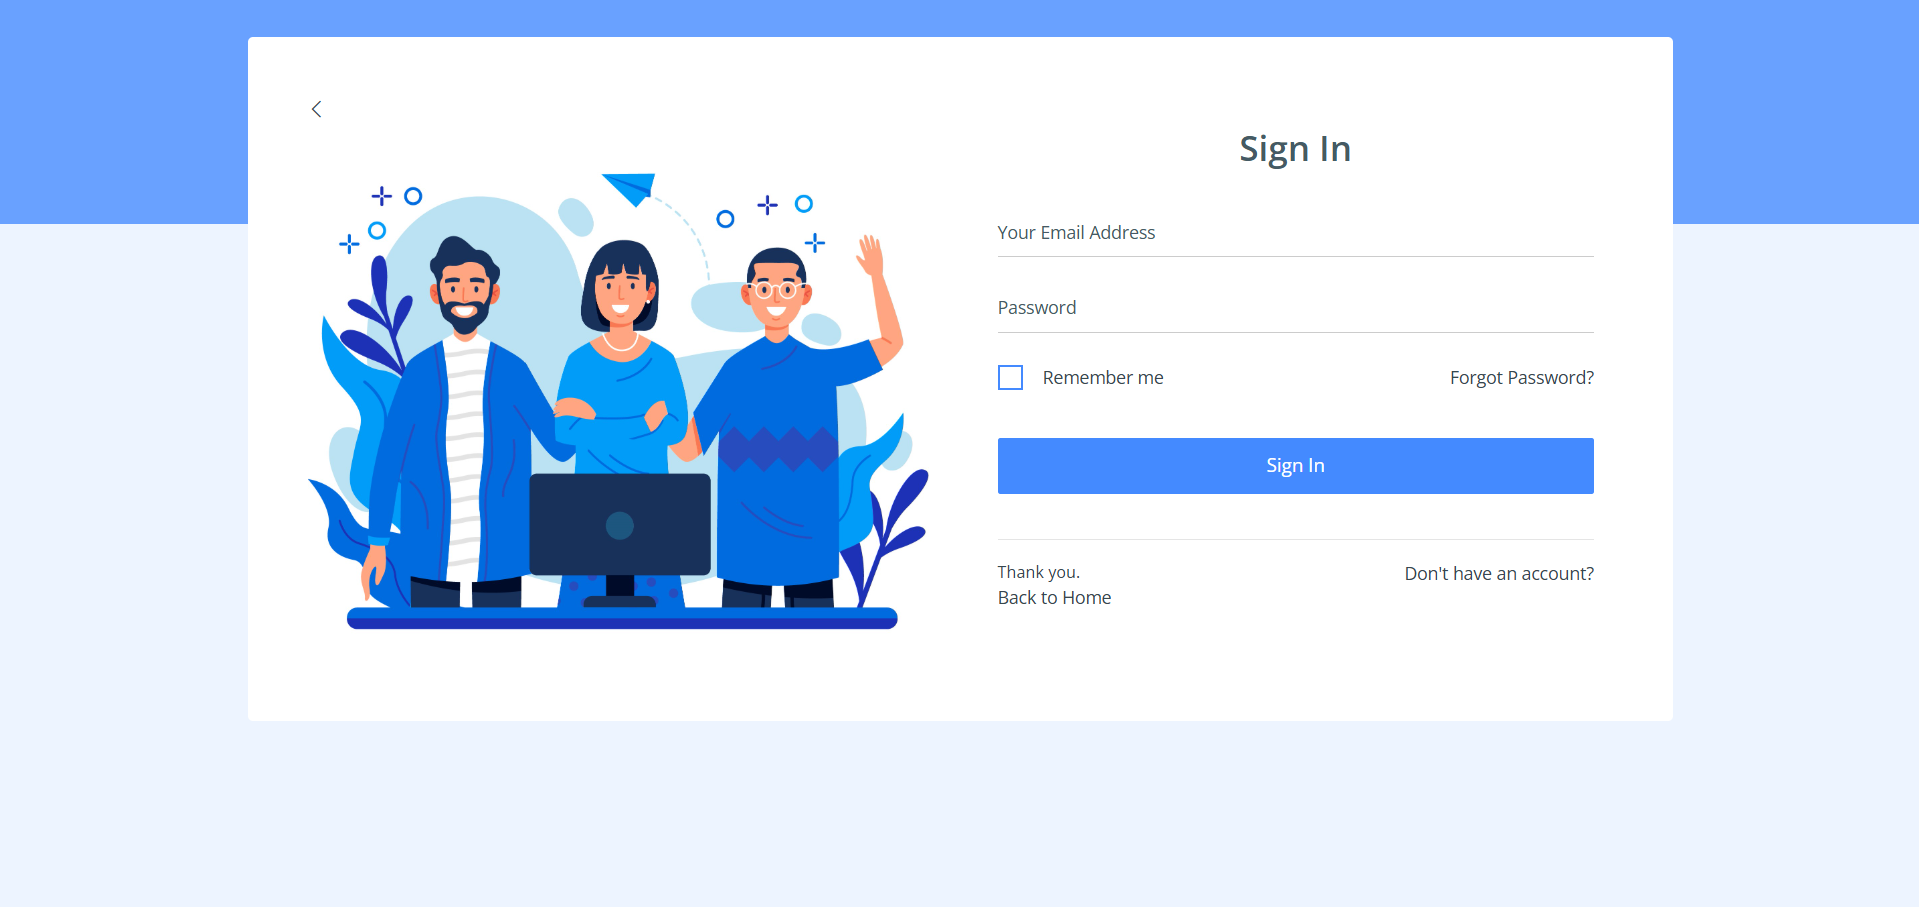 Sign In
Your Email Address
Password
Remember me
Forgot Password?
Sign In
Thank you.
Don't have an account?
Back to Home